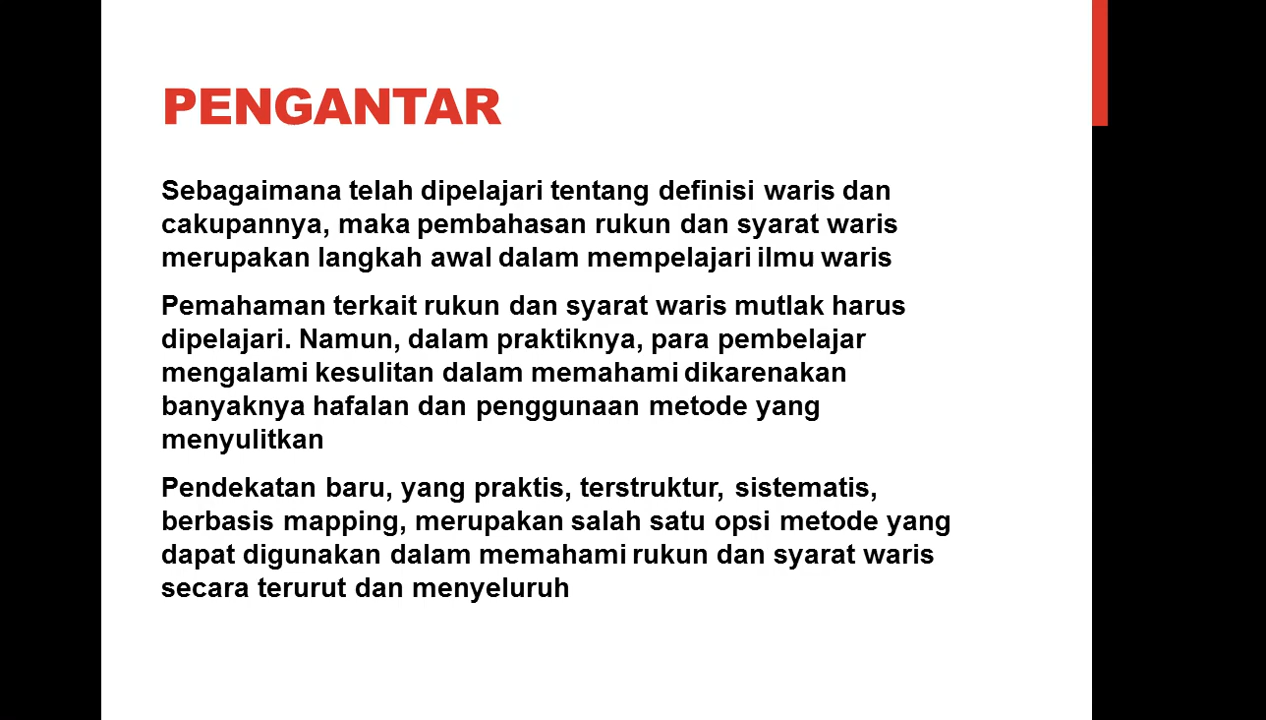 PENGANTAR
Sebagaimana telah dipelajari tentang definisi waris dan
cakupannya, maka pembahasan rukun dan syarat waris
merupakan langkah awal dalam mempelajari ilmu waris
Pemahaman terkait rukun dan syarat waris mutlak harus
dipelajari. Namun, dalam praktiknya, para pembelajar
mengalami kesulitan dalam memahami dikarenakan
banyaknya hafalan dan penggunaan metode yang
menyulitkan
Pendekatan baru, yang praktis, terstruktur, sistematis,
berbasis mapping, merupakan salah satu opsi metode yang
dapat digunakan dalam memahami rukun dan syarat waris
secara terurut dan menyeluruh